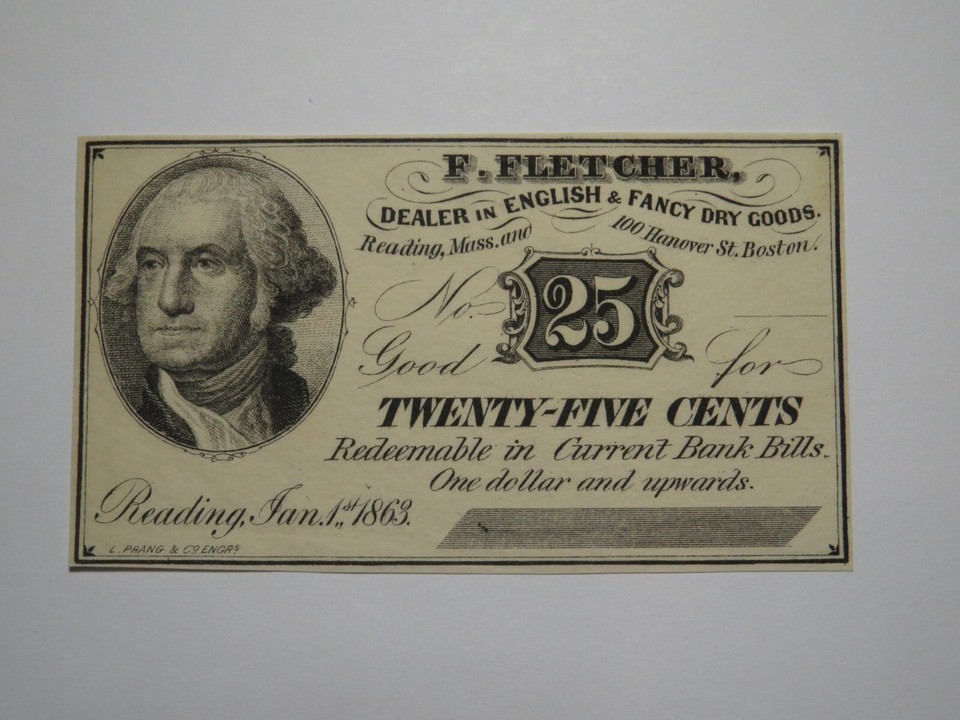 F. FLETCHER,
DEALER IN ENGLISH & FANCY DRY GOODS.
Reading, Mass. and 100 Hanover St. Boston.
No. 25
Good for
TWENTY-FIVE CENTS
Redeemable in Current Bank Bills.
One dollar and upwards.
Reading, Jan. 1st 1863.
L. PRANG & CO ENGRS